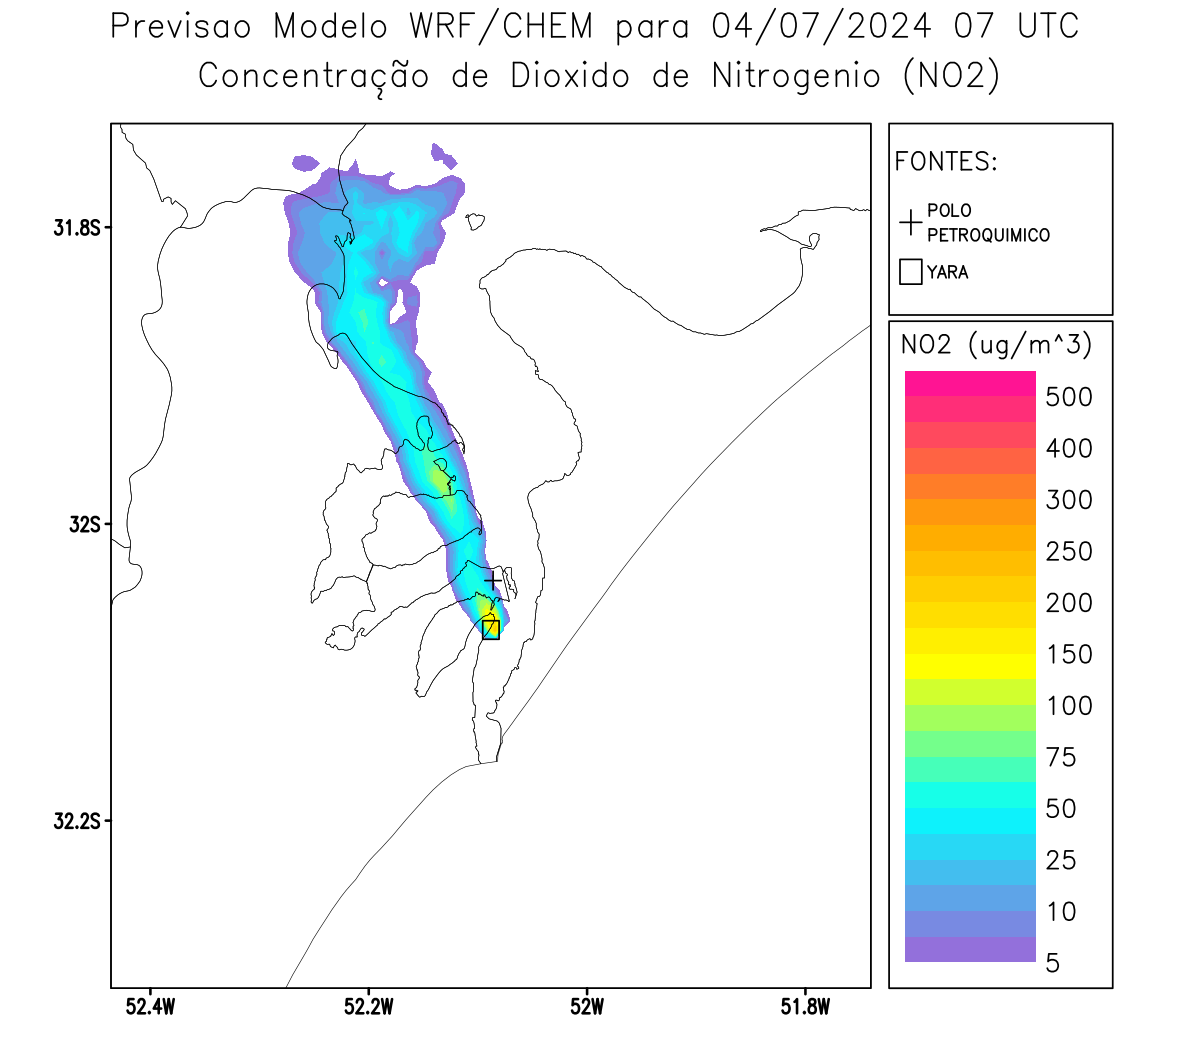 Previsao Modelo WRF/CHEM para 04/07/2024 07 UTC
Concentração de Dioxido de Nitrogenio (NO2)
FONTES:
POLO
PETROQUIMICO
YARA
NO2 (ug/m^3)
500
400
300
250
200
150
100
75
50
25
10
5
31.8S
32S
32.2S
52.4W
52.2W
52W
51.8W